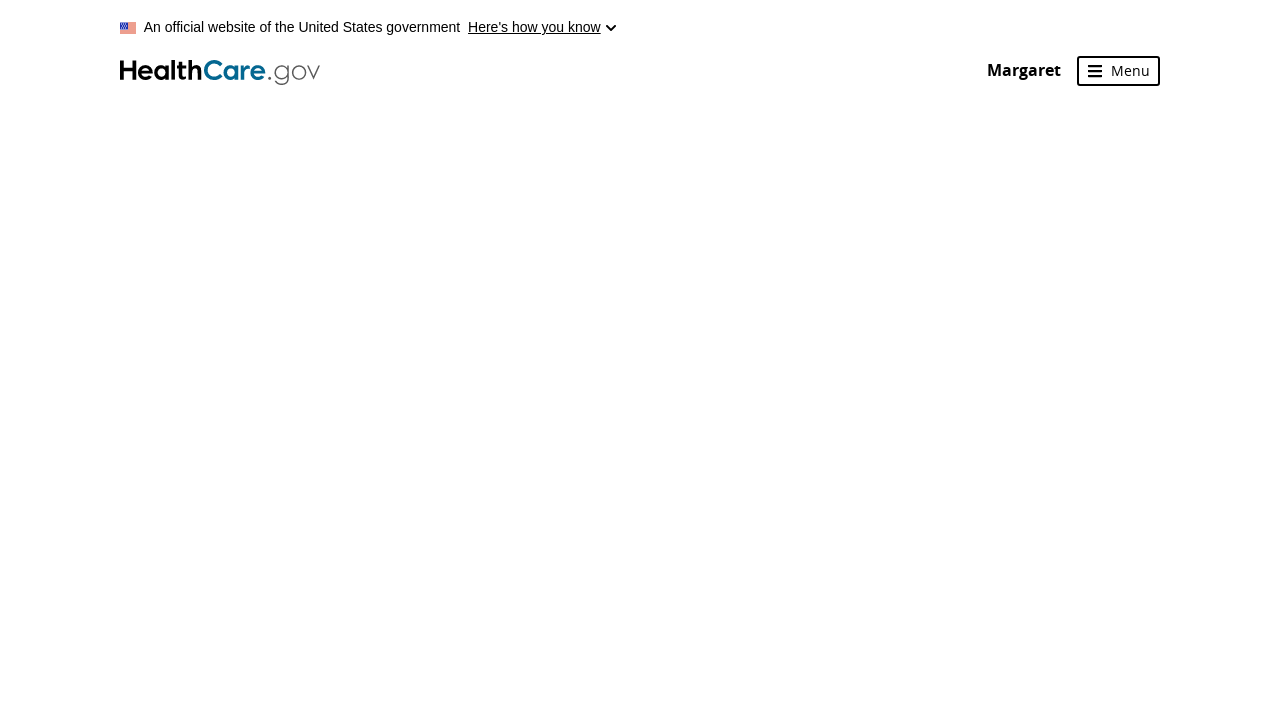 An official website of the United States government Here's how you know
HealthCare.gov
Margaret
Menu